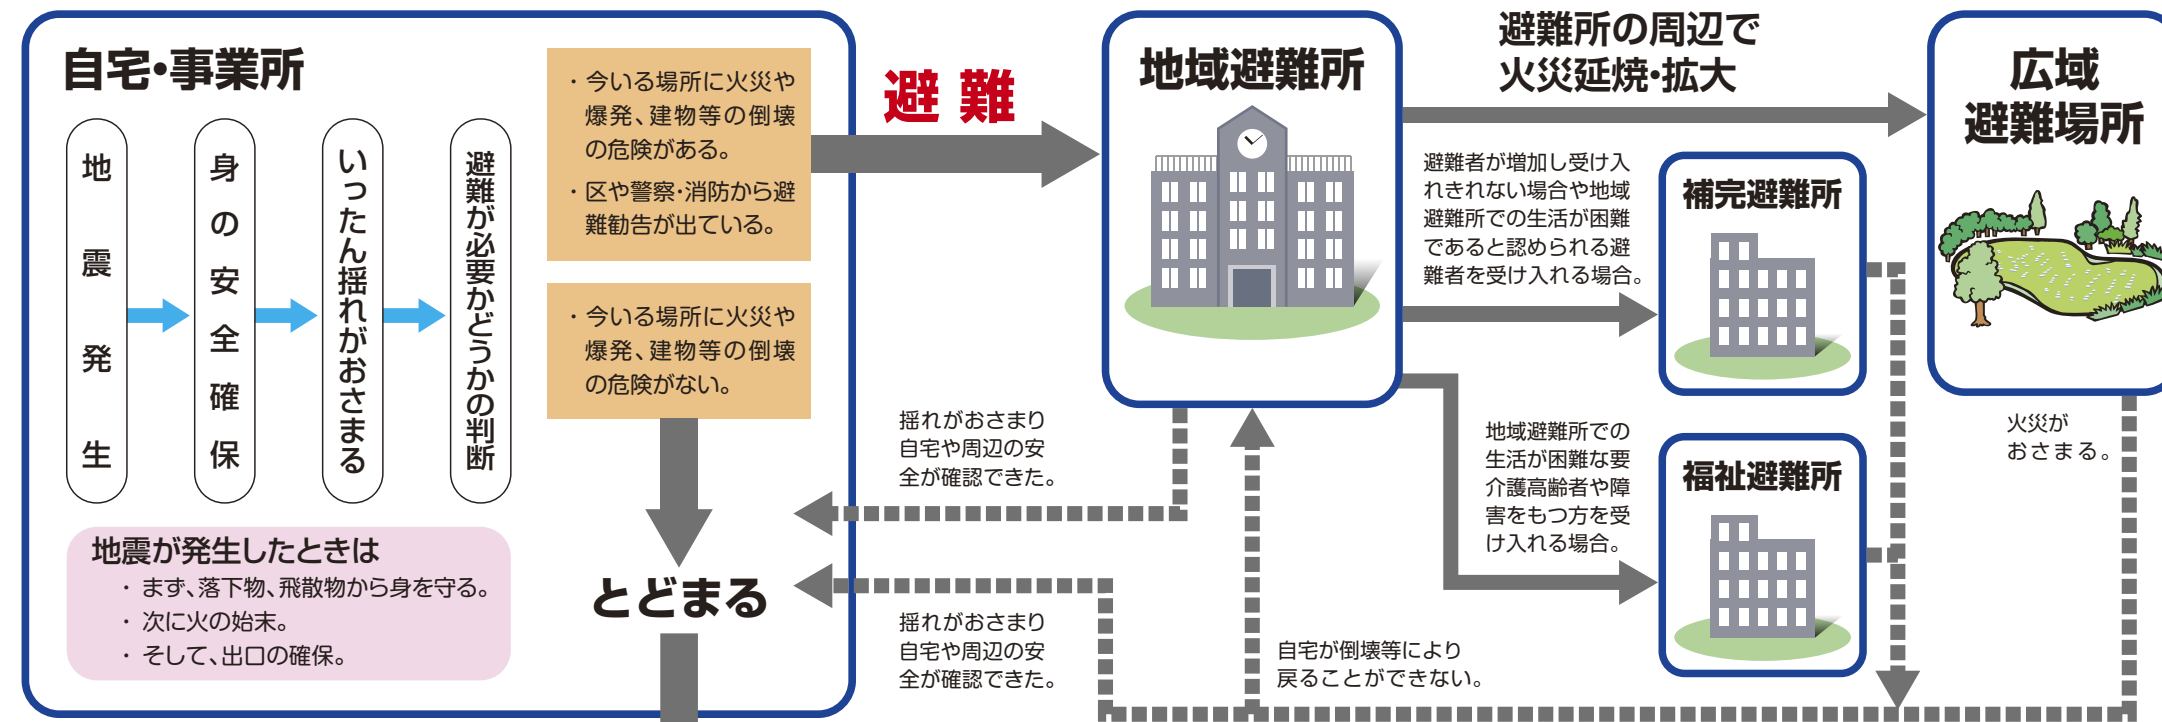 自宅・事業所
地震発生
身の安全確保
いったん揺れがおさまる
避難が必要かどうかの判断
・今いる場所に火災や
爆発、建物等の倒壊
の危険がある。
・区や警察・消防から避
難勧告が出ている。
・今いる場所に火災や
爆発、建物等の倒壊
の危険がない。
地震が発生したときは
・まず、落下物、飛散物から身を守る。
・次に火の始末。
・そして、出口の確保。
とどまる
避難
地域避難所
避難所の周辺で
火災延焼・拡大
広域
避難場所
避難者が増加し受け入
れきれない場合や地域
避難所での生活が困難
であると認められる避
難者を受け入れる場合。
補完避難所
地域避難所での
生活が困難な要
介護高齢者や障
害をもつ方を受
け入れる場合。
福祉避難所
火災が
おさまる。
揺れがおさまり
自宅や周辺の安
全が確認できた。
揺れがおさまり
自宅や周辺の安
全が確認できた。
自宅が倒壊等により
戻ることができない。